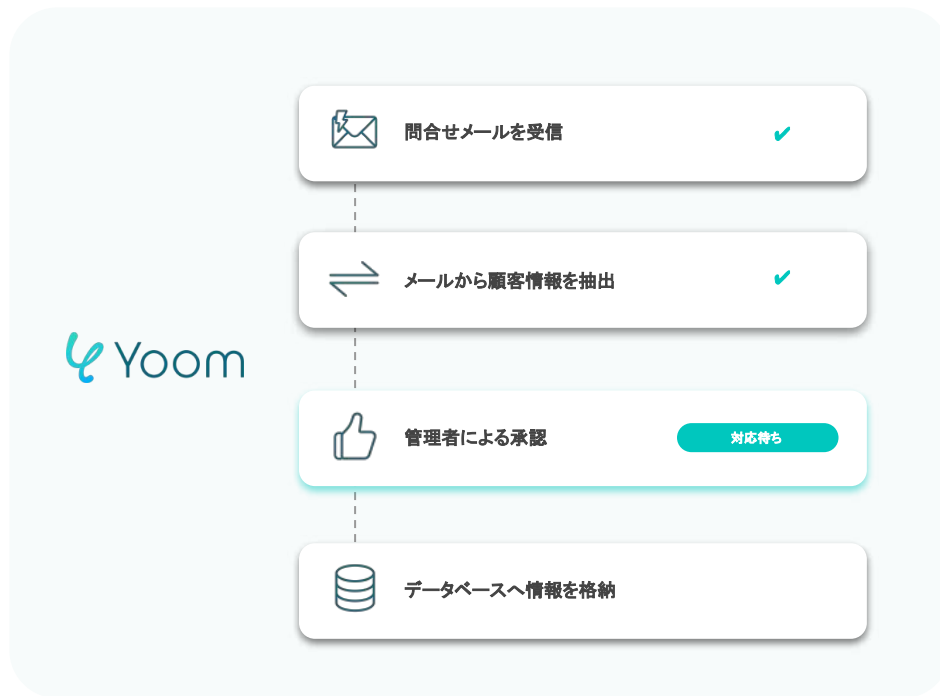 問合せメールを受信
✔
メールから顧客情報を抽出
✔
Yoom
管理者による承認
対応待ち
データベースへ情報を格納